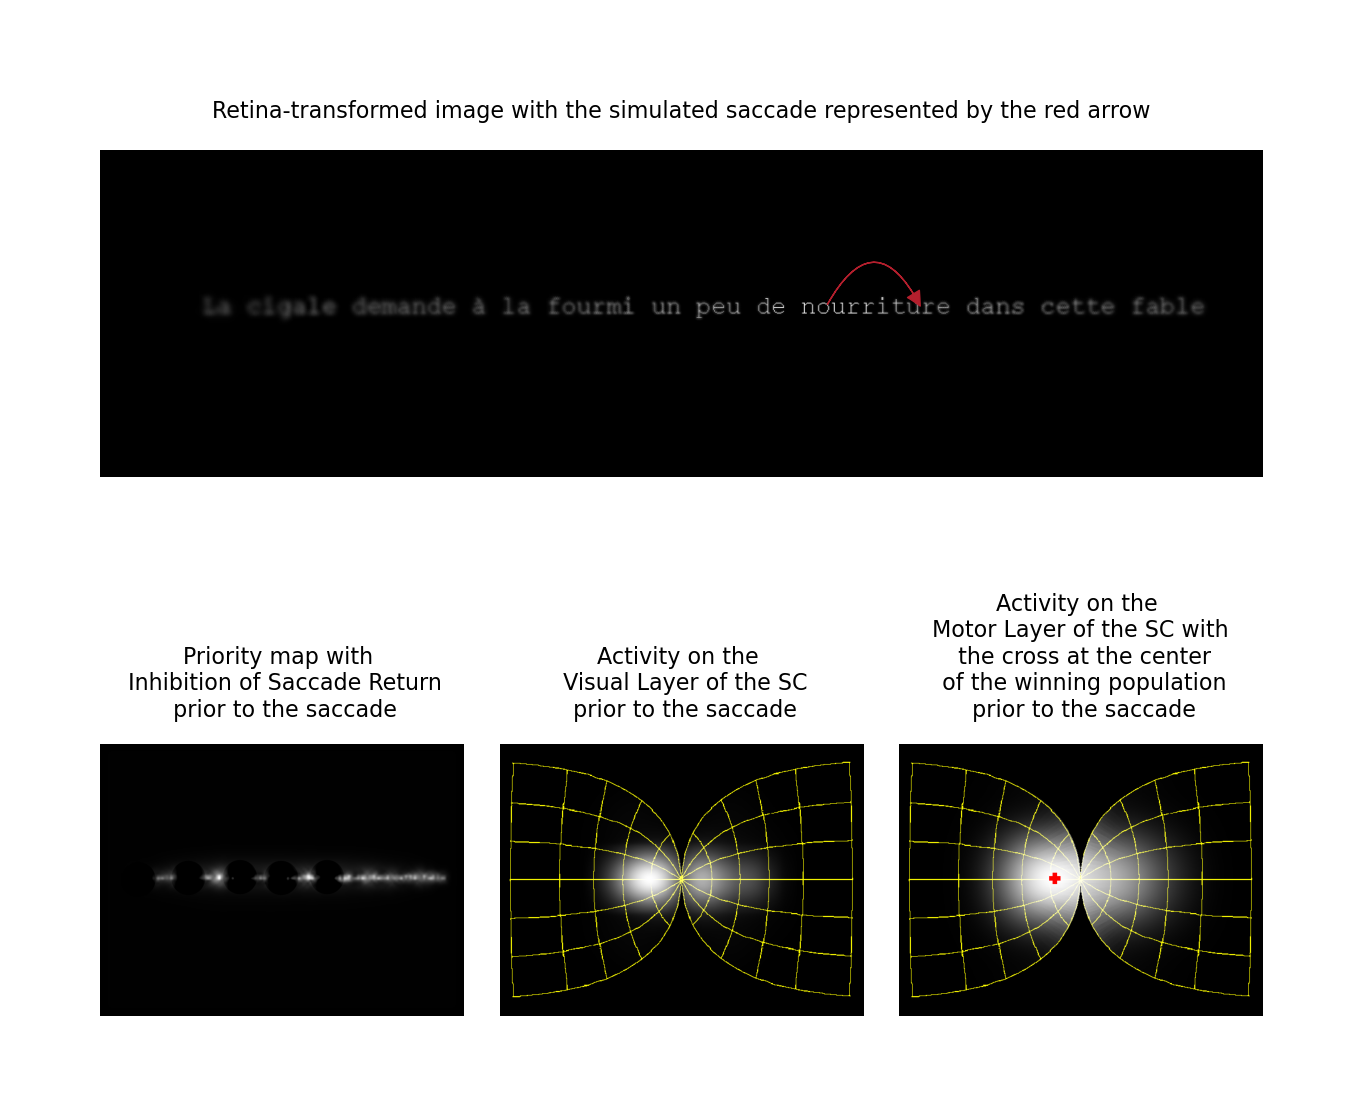 Retina-transformed image with the simulated saccade represented by the red arrow
La cigale demande à la fourmi un peu de nourriture dans cette fable
Priority map with
Inhibition of Saccade Return
prior to the saccade
Activity on the
Visual Layer of the SC
prior to the saccade
Activity on the
Motor Layer of the SC with
the cross at the center
of the winning population
prior to the saccade